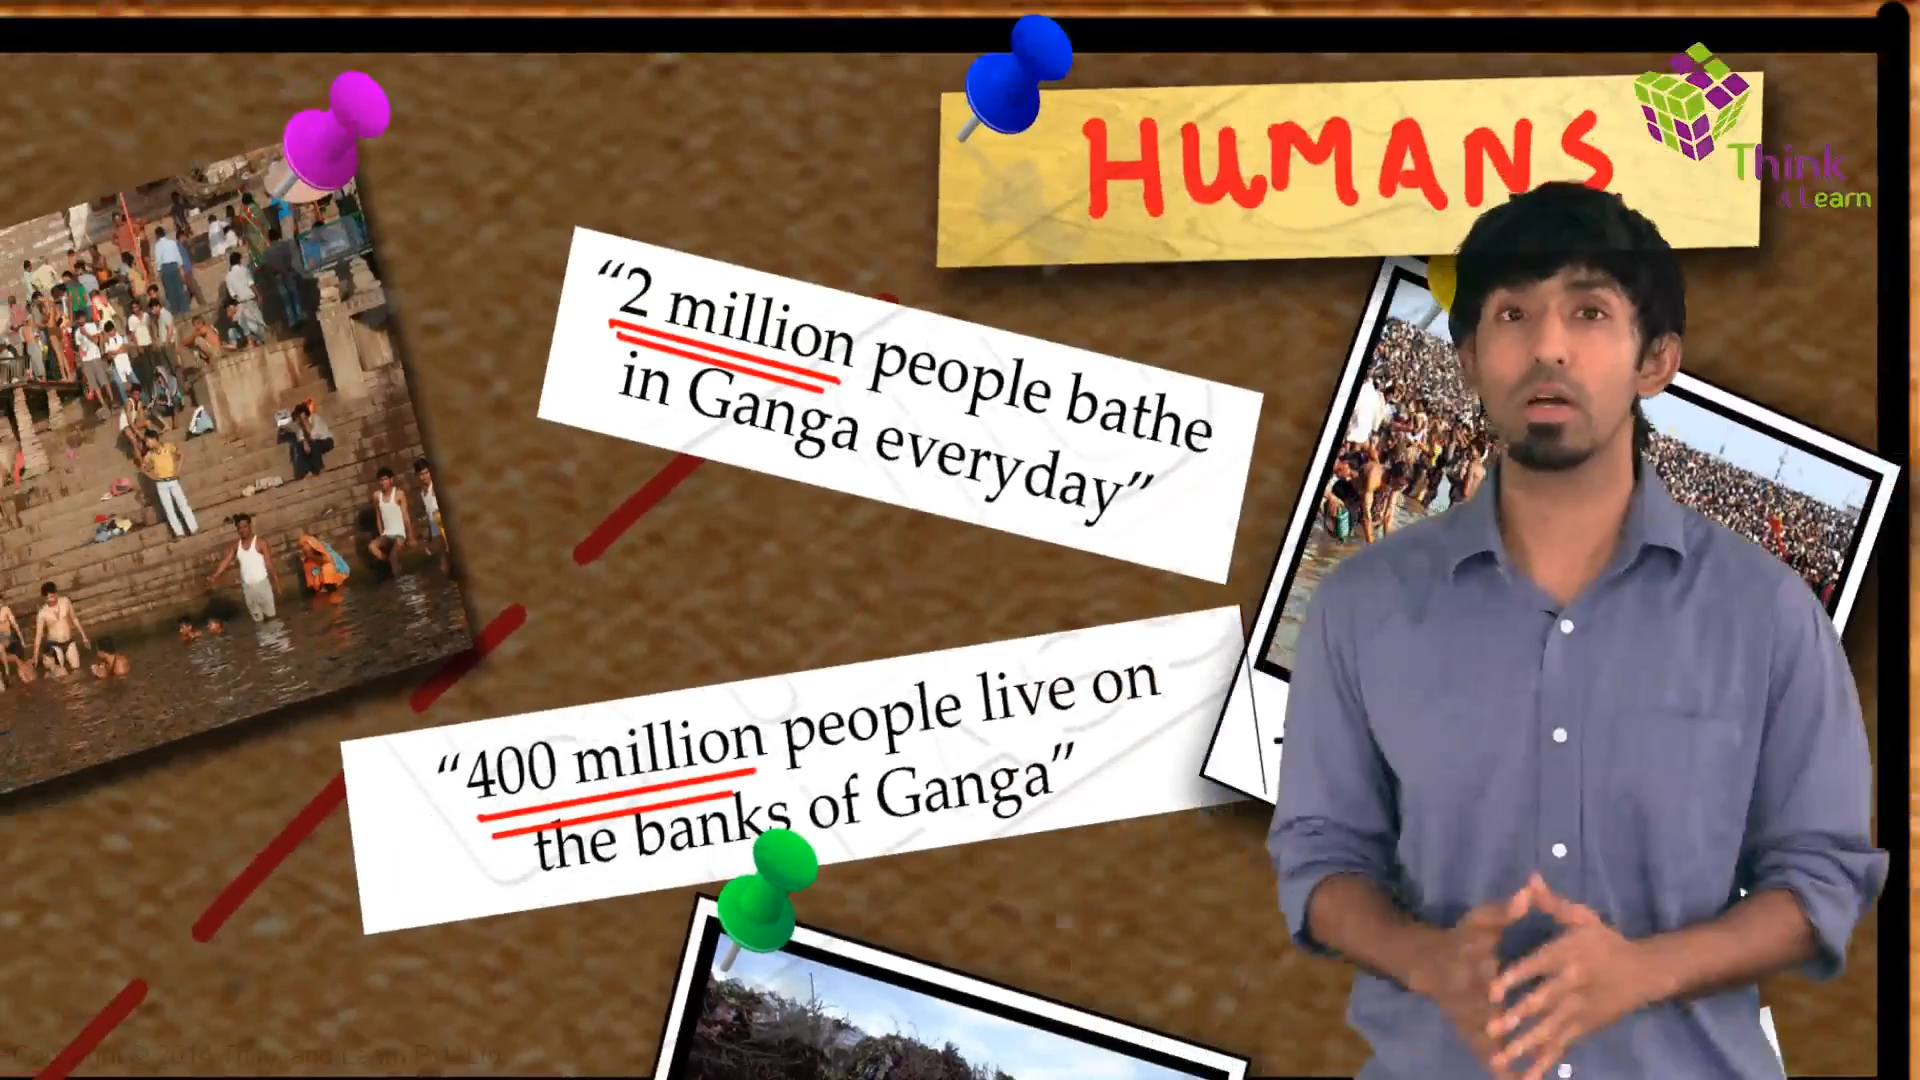 HUMANS
Think
& Learn
“2 million people bathe
in Ganga everyday”
“400 million people live on
the banks of Ganga”